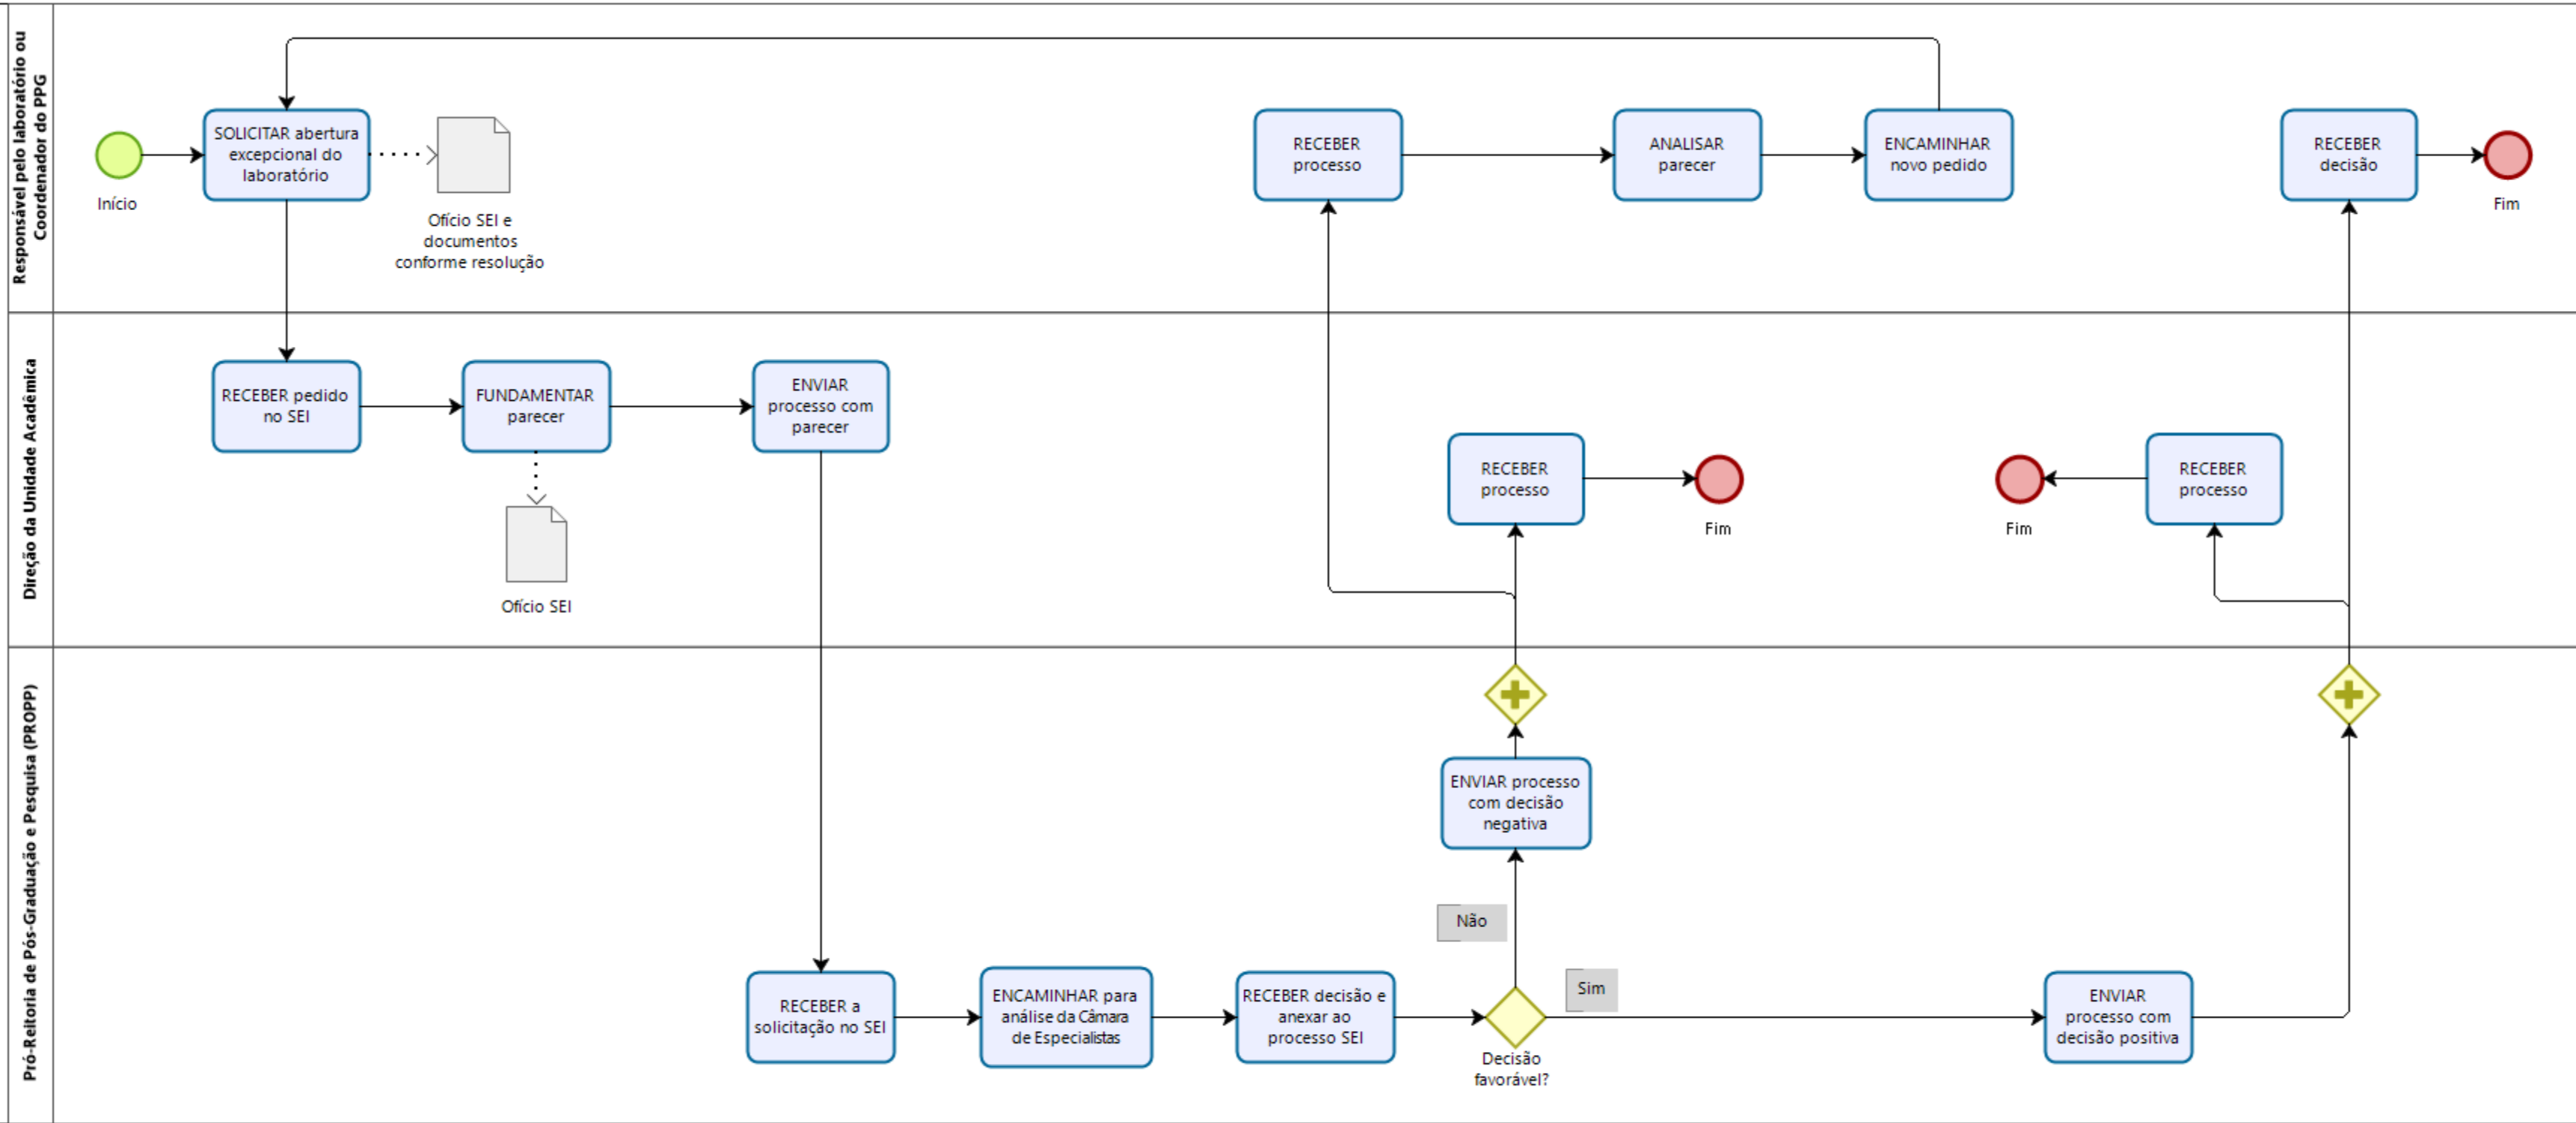 Responsável pelo laboratório ou
Coordenador do PPG
Início
SOLICITAR abertura
excepcional do
laboratório
Ofício SEI e
documentos
conforme resolução
RECEBER
processo
ANALISAR
parecer
ENCAMINHAR
novo pedido
RECEBER
decisão
Fim
Direção da Unidade Acadêmica
RECEBER pedido
no SEI
FUNDAMENTAR
parecer
Ofício SEI
ENVIAR
processo com
parecer
RECEBER
processo
Fim
Fim
RECEBER
processo
Pró-Reitoria de Pós-Graduação e Pesquisa (PROPP)
RECEBER a
solicitação no SEI
ENCAMINHAR para
análise da Câmara
de Especialistas
RECEBER decisão e
anexar ao
processo SEI
Decisão
favorável?
Não
ENVIAR processo
com decisão
negativa
Sim
ENVIAR
processo com
decisão positiva